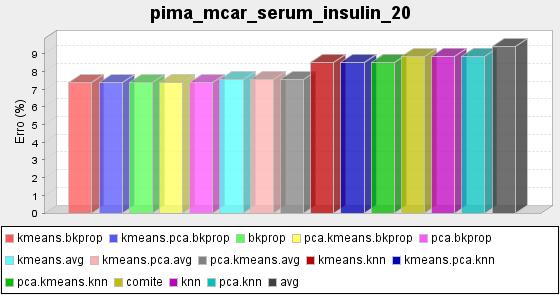 pima_mcar_serum_insulin_20
Erro (%)
9
8
7
6
5
4
3
2
1
0
kmeans.bkprop kmeans.pca.bkprop bkprop pca.kmeans.bkprop pca.bkprop
kmeans.avg kmeans.pca.avg pca.kmeans.avg kmeans.knn kmeans.pca.knn
pca.kmeans.knn comite knn pca.knn avg